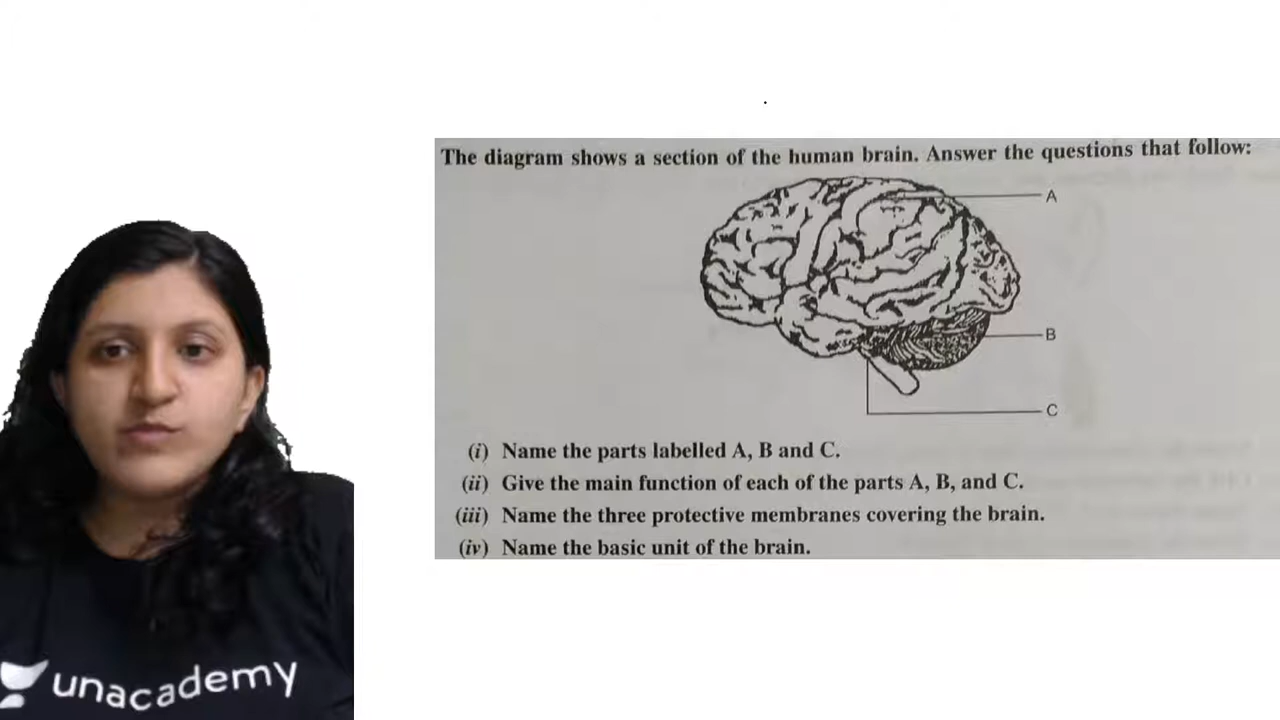 The diagram shows a section of the human brain. Answer the questions that follow:
A
B
C
(i) Name the parts labelled A, B and C.
(ii) Give the main function of each of the parts A, B, and C.
(iii) Name the three protective membranes covering the brain.
(iv) Name the basic unit of the brain.
unacademy